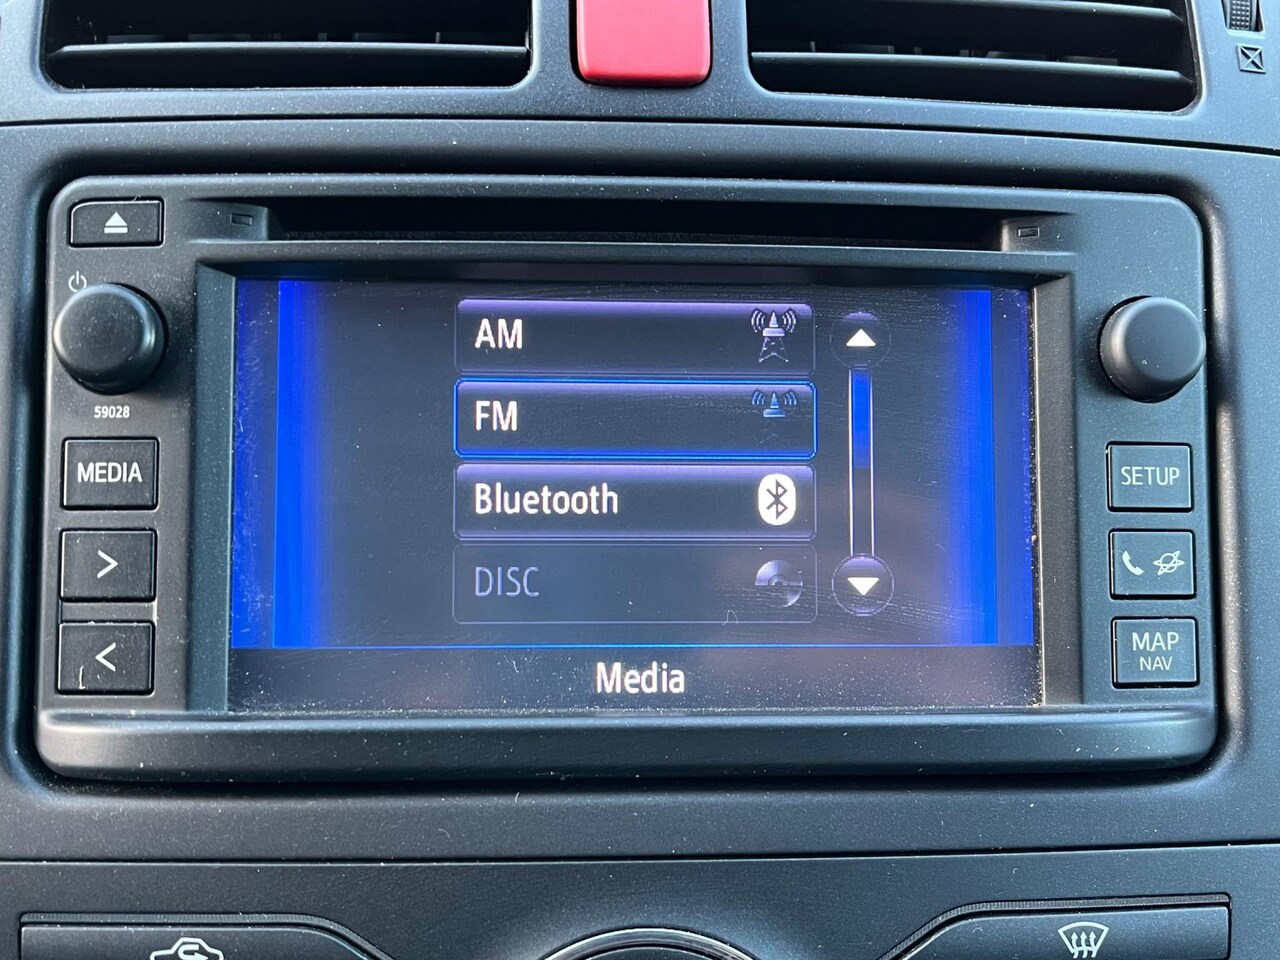 59028
MEDIA
>
<
AM
FM
Bluetooth
DISC
Media
SETUP
MAP
NAV